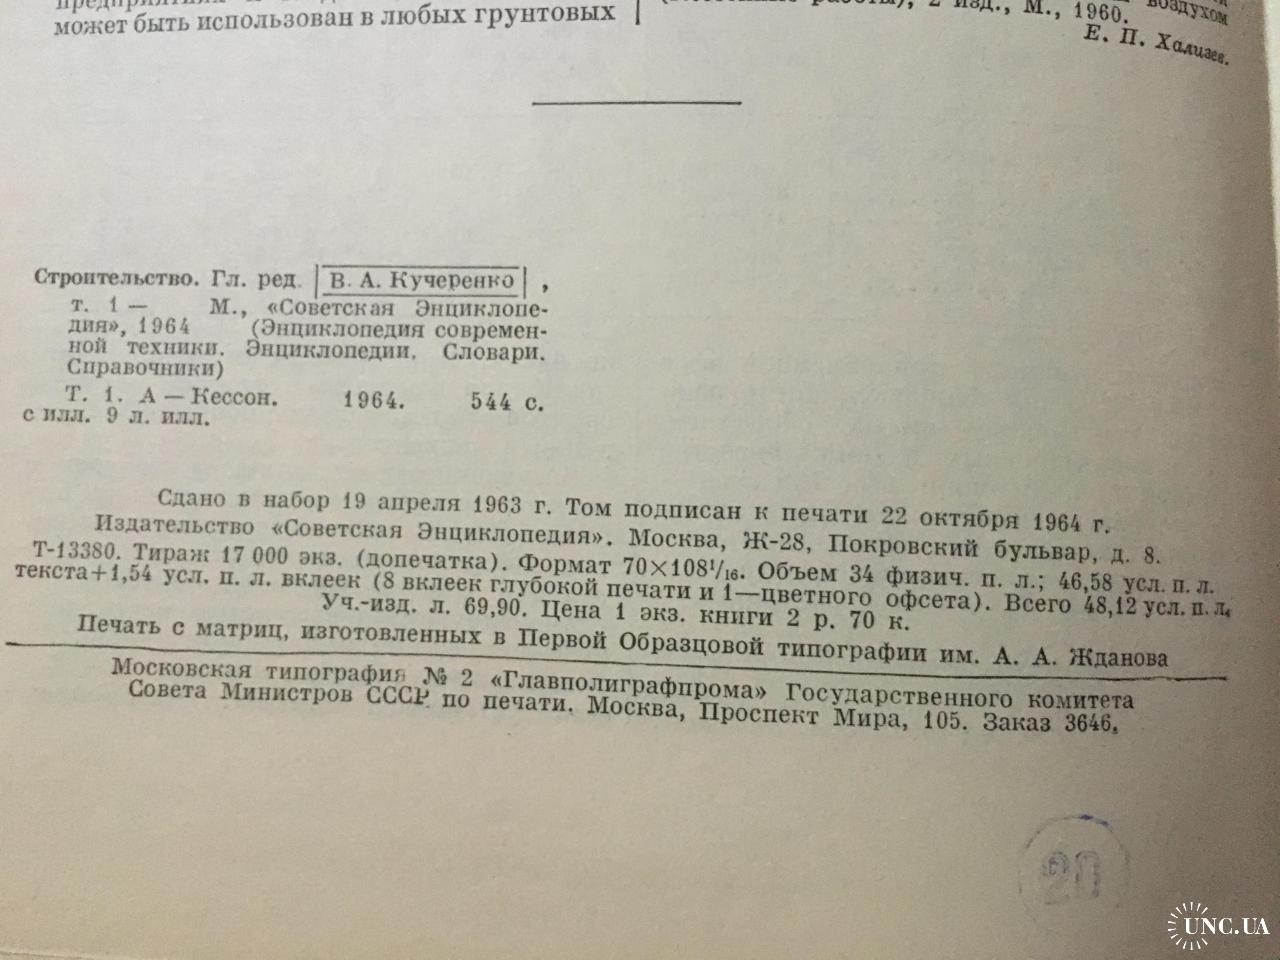 может быть использован в любых грунтовых
2 изд., М., 1960.
воздухом
Е. П. Хализев.
Строительство. Гл. ред. В. А. Кучеренко,
т. 1 — М., «Советская Энциклопе-
дия», 1964 (Энциклопедия современ-
ной техники. Энциклопедии. Словари.
Справочники)
Т. 1. А — Кессон. 1964. 544 с.
с илл. 9 л. илл.
Сдано в набор 19 апреля 1963 г. Том подписан к печати 22 октября 1964 г.
Издательство «Советская Энциклопедия». Москва, Ж-28, Покровский бульвар, д. 8.
Т-13380. Тираж 17 000 экз. (допечатка). Формат 70×108¹/₁₆. Объем 34 физич. п. л.; 46,58 усл. п. л.
текста+1,54 усл. п. л. вклеек (8 вклеек глубокой печати и 1—цветного офсета). Всего 48,12 усл. п. л.
Уч.-изд. л. 69,90. Цена 1 экз. книги 2 р. 70 к.
Печать с матриц, изготовленных в Первой Образцовой типографии им. А. А. Жданова
Московская типография № 2 «Главполиграфпрома» Государственного комитета
Совета Министров СССР по печати. Москва, Проспект Мира, 105. Заказ 3646.
20
UNC.UA